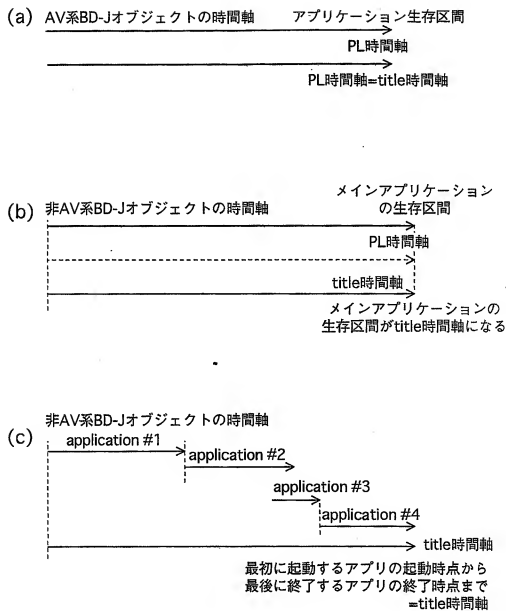 (a) AV系BD-Jオブジェクトの時間軸 アプリケーション生存区間
PL時間軸
PL時間軸=title時間軸
メインアプリケーション
(b) 非AV系BD-Jオブジェクトの時間軸 の生存区間
PL時間軸
title時間軸
メインアプリケーションの
生存区間がtitle時間軸になる
非AV系BD-Jオブジェクトの時間軸
(c) application #1
application #2
application #3
application #4
title時間軸
最初に起動するアプリの起動時点から
最後に終了するアプリの終了時点まで
=title時間軸